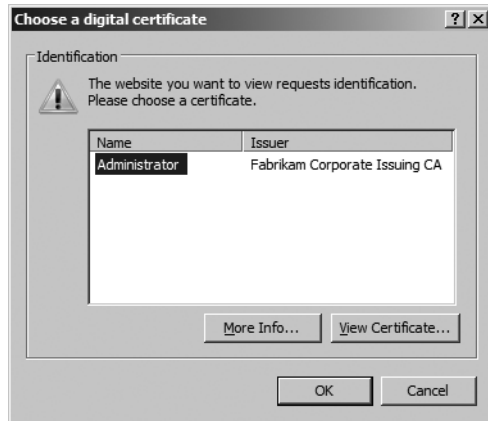 Choose a digital certificate
Identification
The website you want to view requests identification.
Please choose a certificate.
Name Issuer
Administrator Fabrikam Corporate Issuing CA
More Info... View Certificate...
OK Cancel